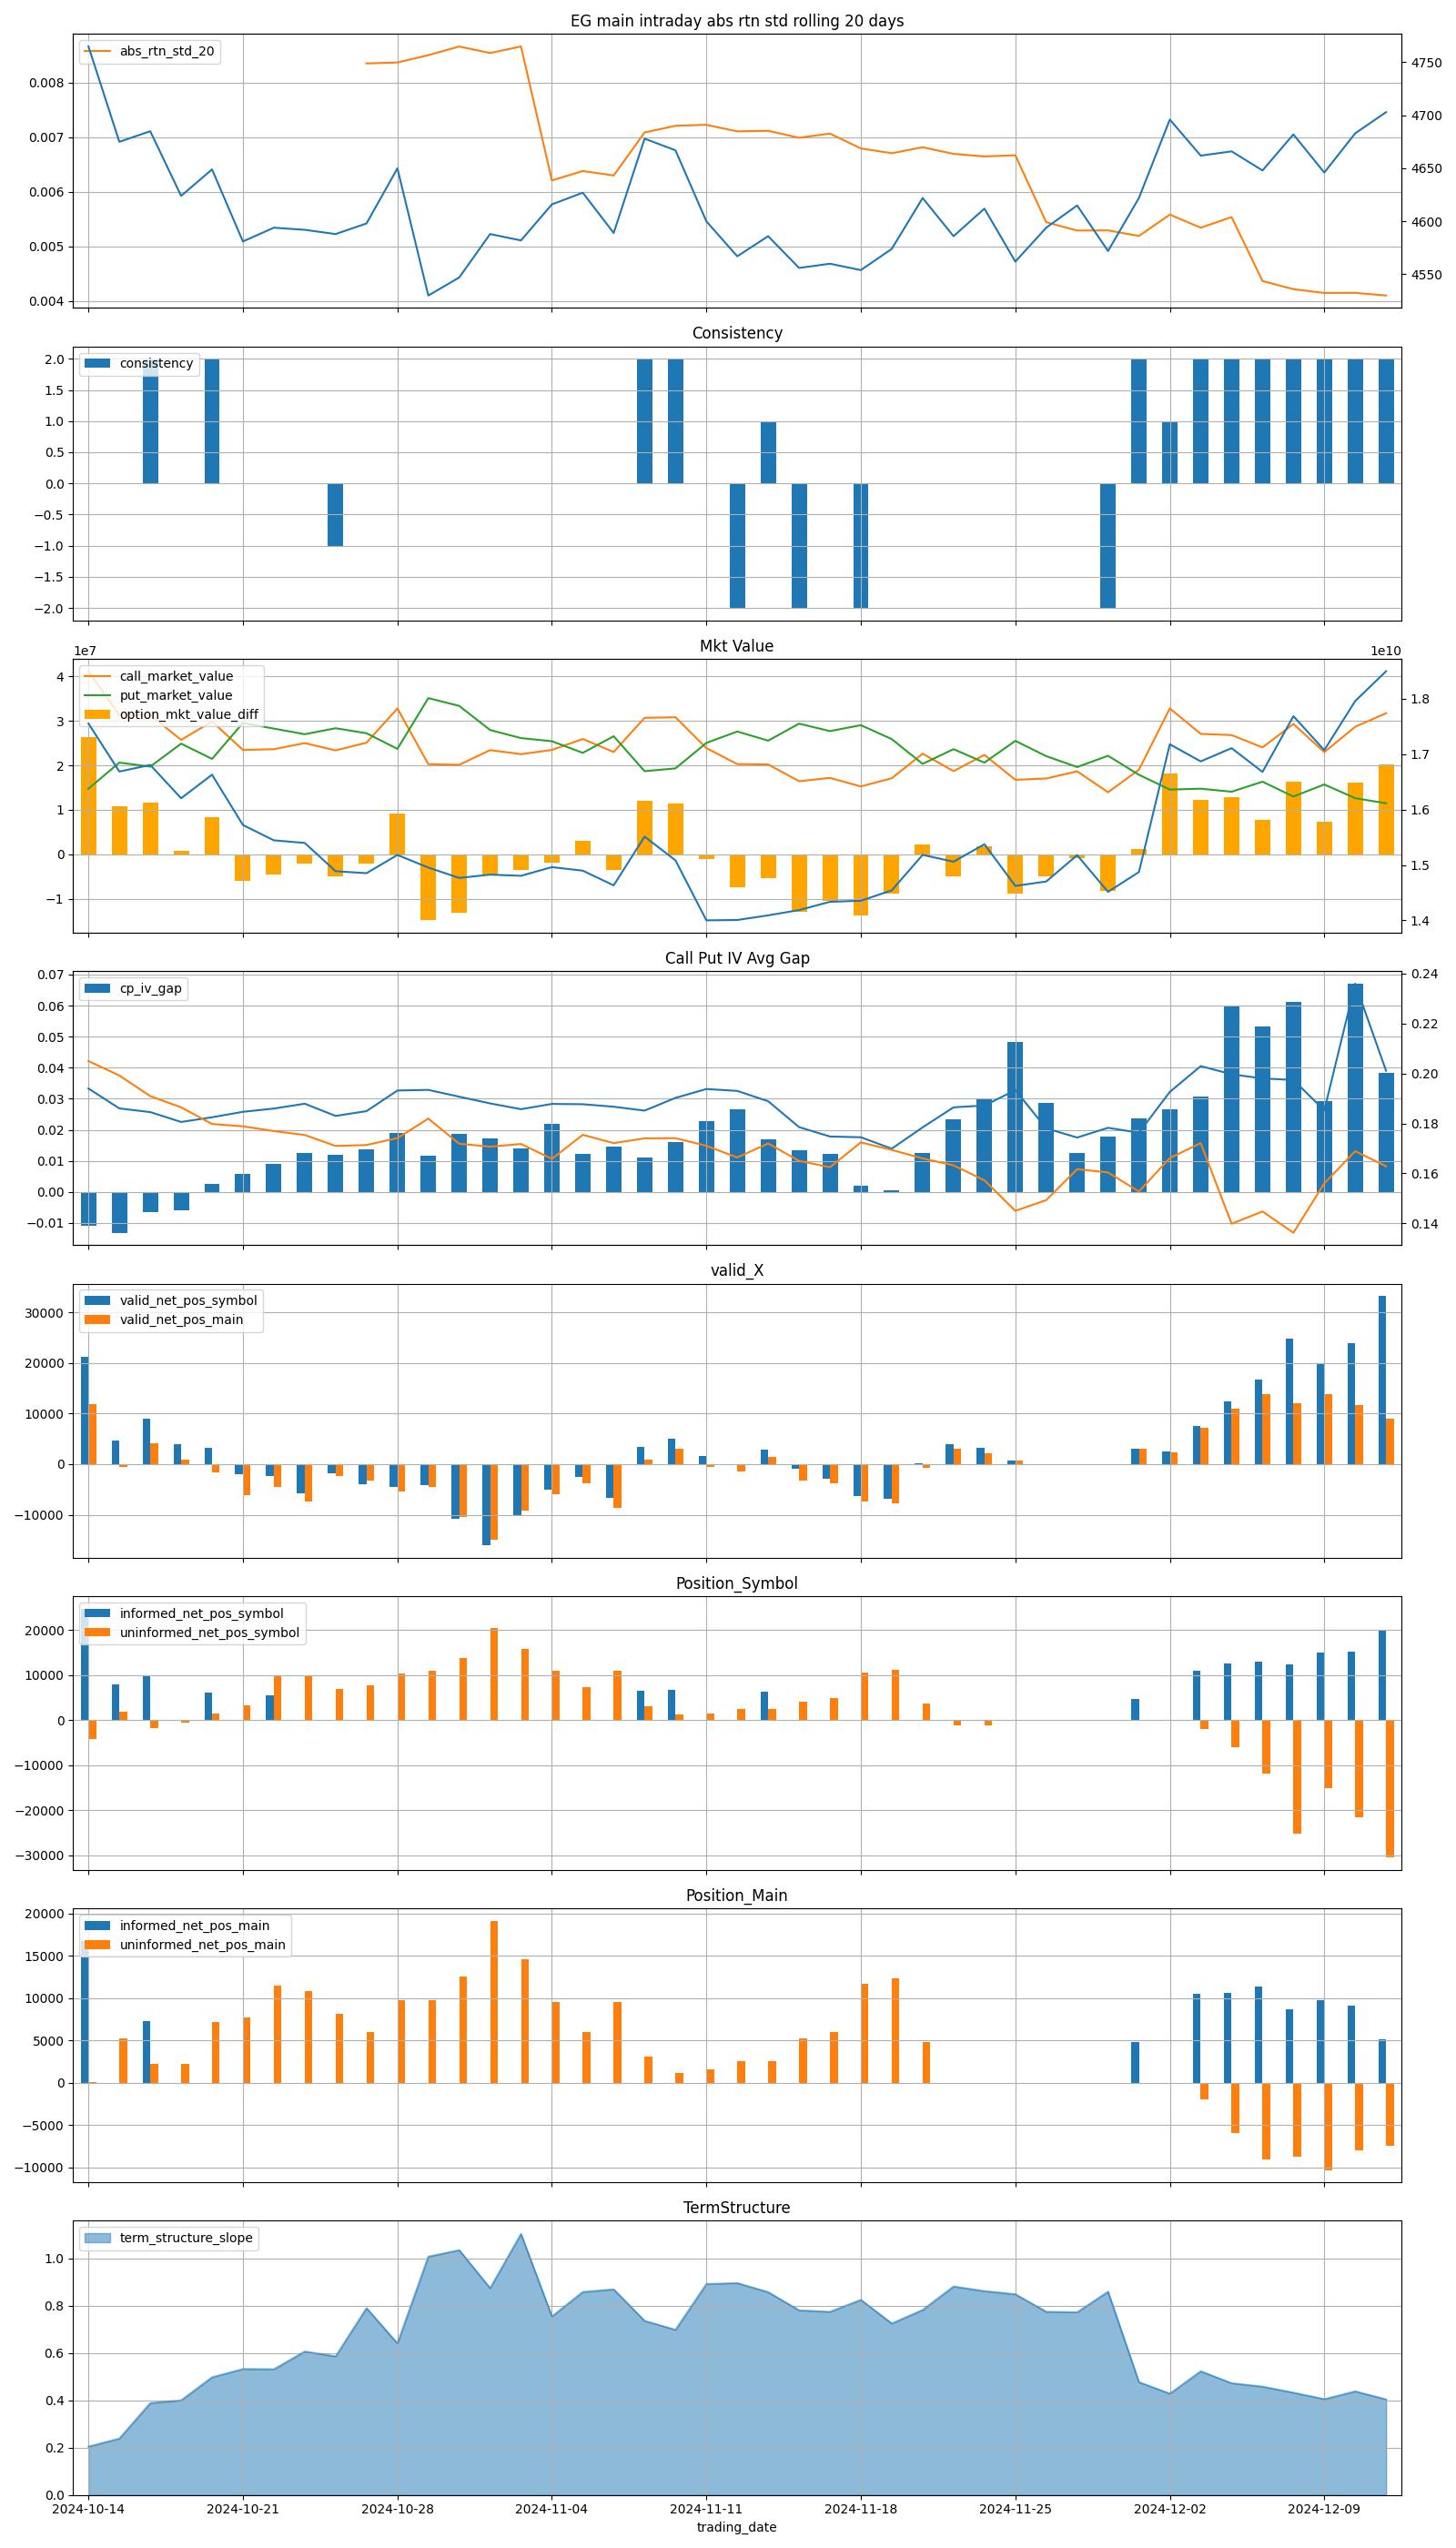 EG main intraday abs rtn std rolling 20 days
abs_rtn_std_20
0.008
0.007
0.006
0.005
0.004
4750
4700
4650
4600
4550
Consistency
consistency
2.0
1.5
1.0
0.5
0.0
−0.5
−1.0
−1.5
−2.0
Mkt Value
1e7
1e10
call_market_value
put_market_value
option_mkt_value_diff
4
3
2
1
0
−1
1.8
1.7
1.6
1.5
1.4
Call Put IV Avg Gap
cp_iv_gap
0.07
0.06
0.05
0.04
0.03
0.02
0.01
0.00
−0.01
0.24
0.22
0.20
0.18
0.16
0.14
valid_X
valid_net_pos_symbol
valid_net_pos_main
30000
20000
10000
0
−10000
Position_Symbol
informed_net_pos_symbol
uninformed_net_pos_symbol
20000
10000
0
−10000
−20000
−30000
Position_Main
informed_net_pos_main
uninformed_net_pos_main
20000
15000
10000
5000
0
−5000
−10000
TermStructure
term_structure_slope
1.0
0.8
0.6
0.4
0.2
0.0
2024-10-14 2024-10-21 2024-10-28 2024-11-04 2024-11-11 2024-11-18 2024-11-25 2024-12-02 2024-12-09
trading_date